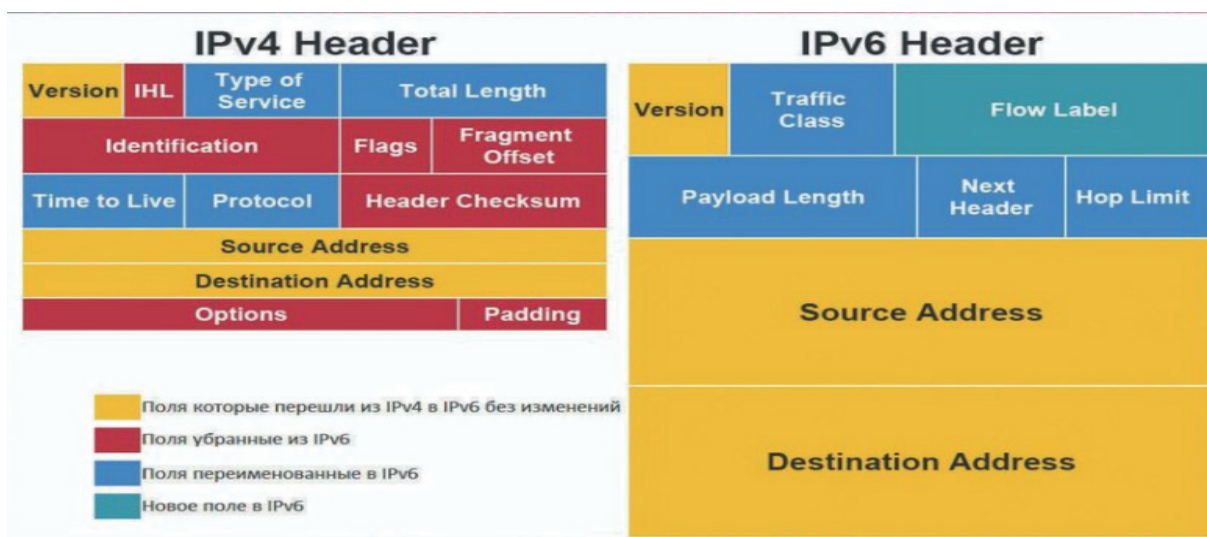 IPv4 Header
Version IHL Type of Service Total Length
Identification Flags Fragment Offset
Time to Live Protocol Header Checksum
Source Address
Destination Address
Options Padding
Поля которые перешли из IPv4 в IPv6 без изменений
Поля убранные из IPv6
Поля переименованные в IPv6
Новое поле в IPv6
IPv6 Header
Version Traffic Class Flow Label
Payload Length Next Header Hop Limit
Source Address
Destination Address